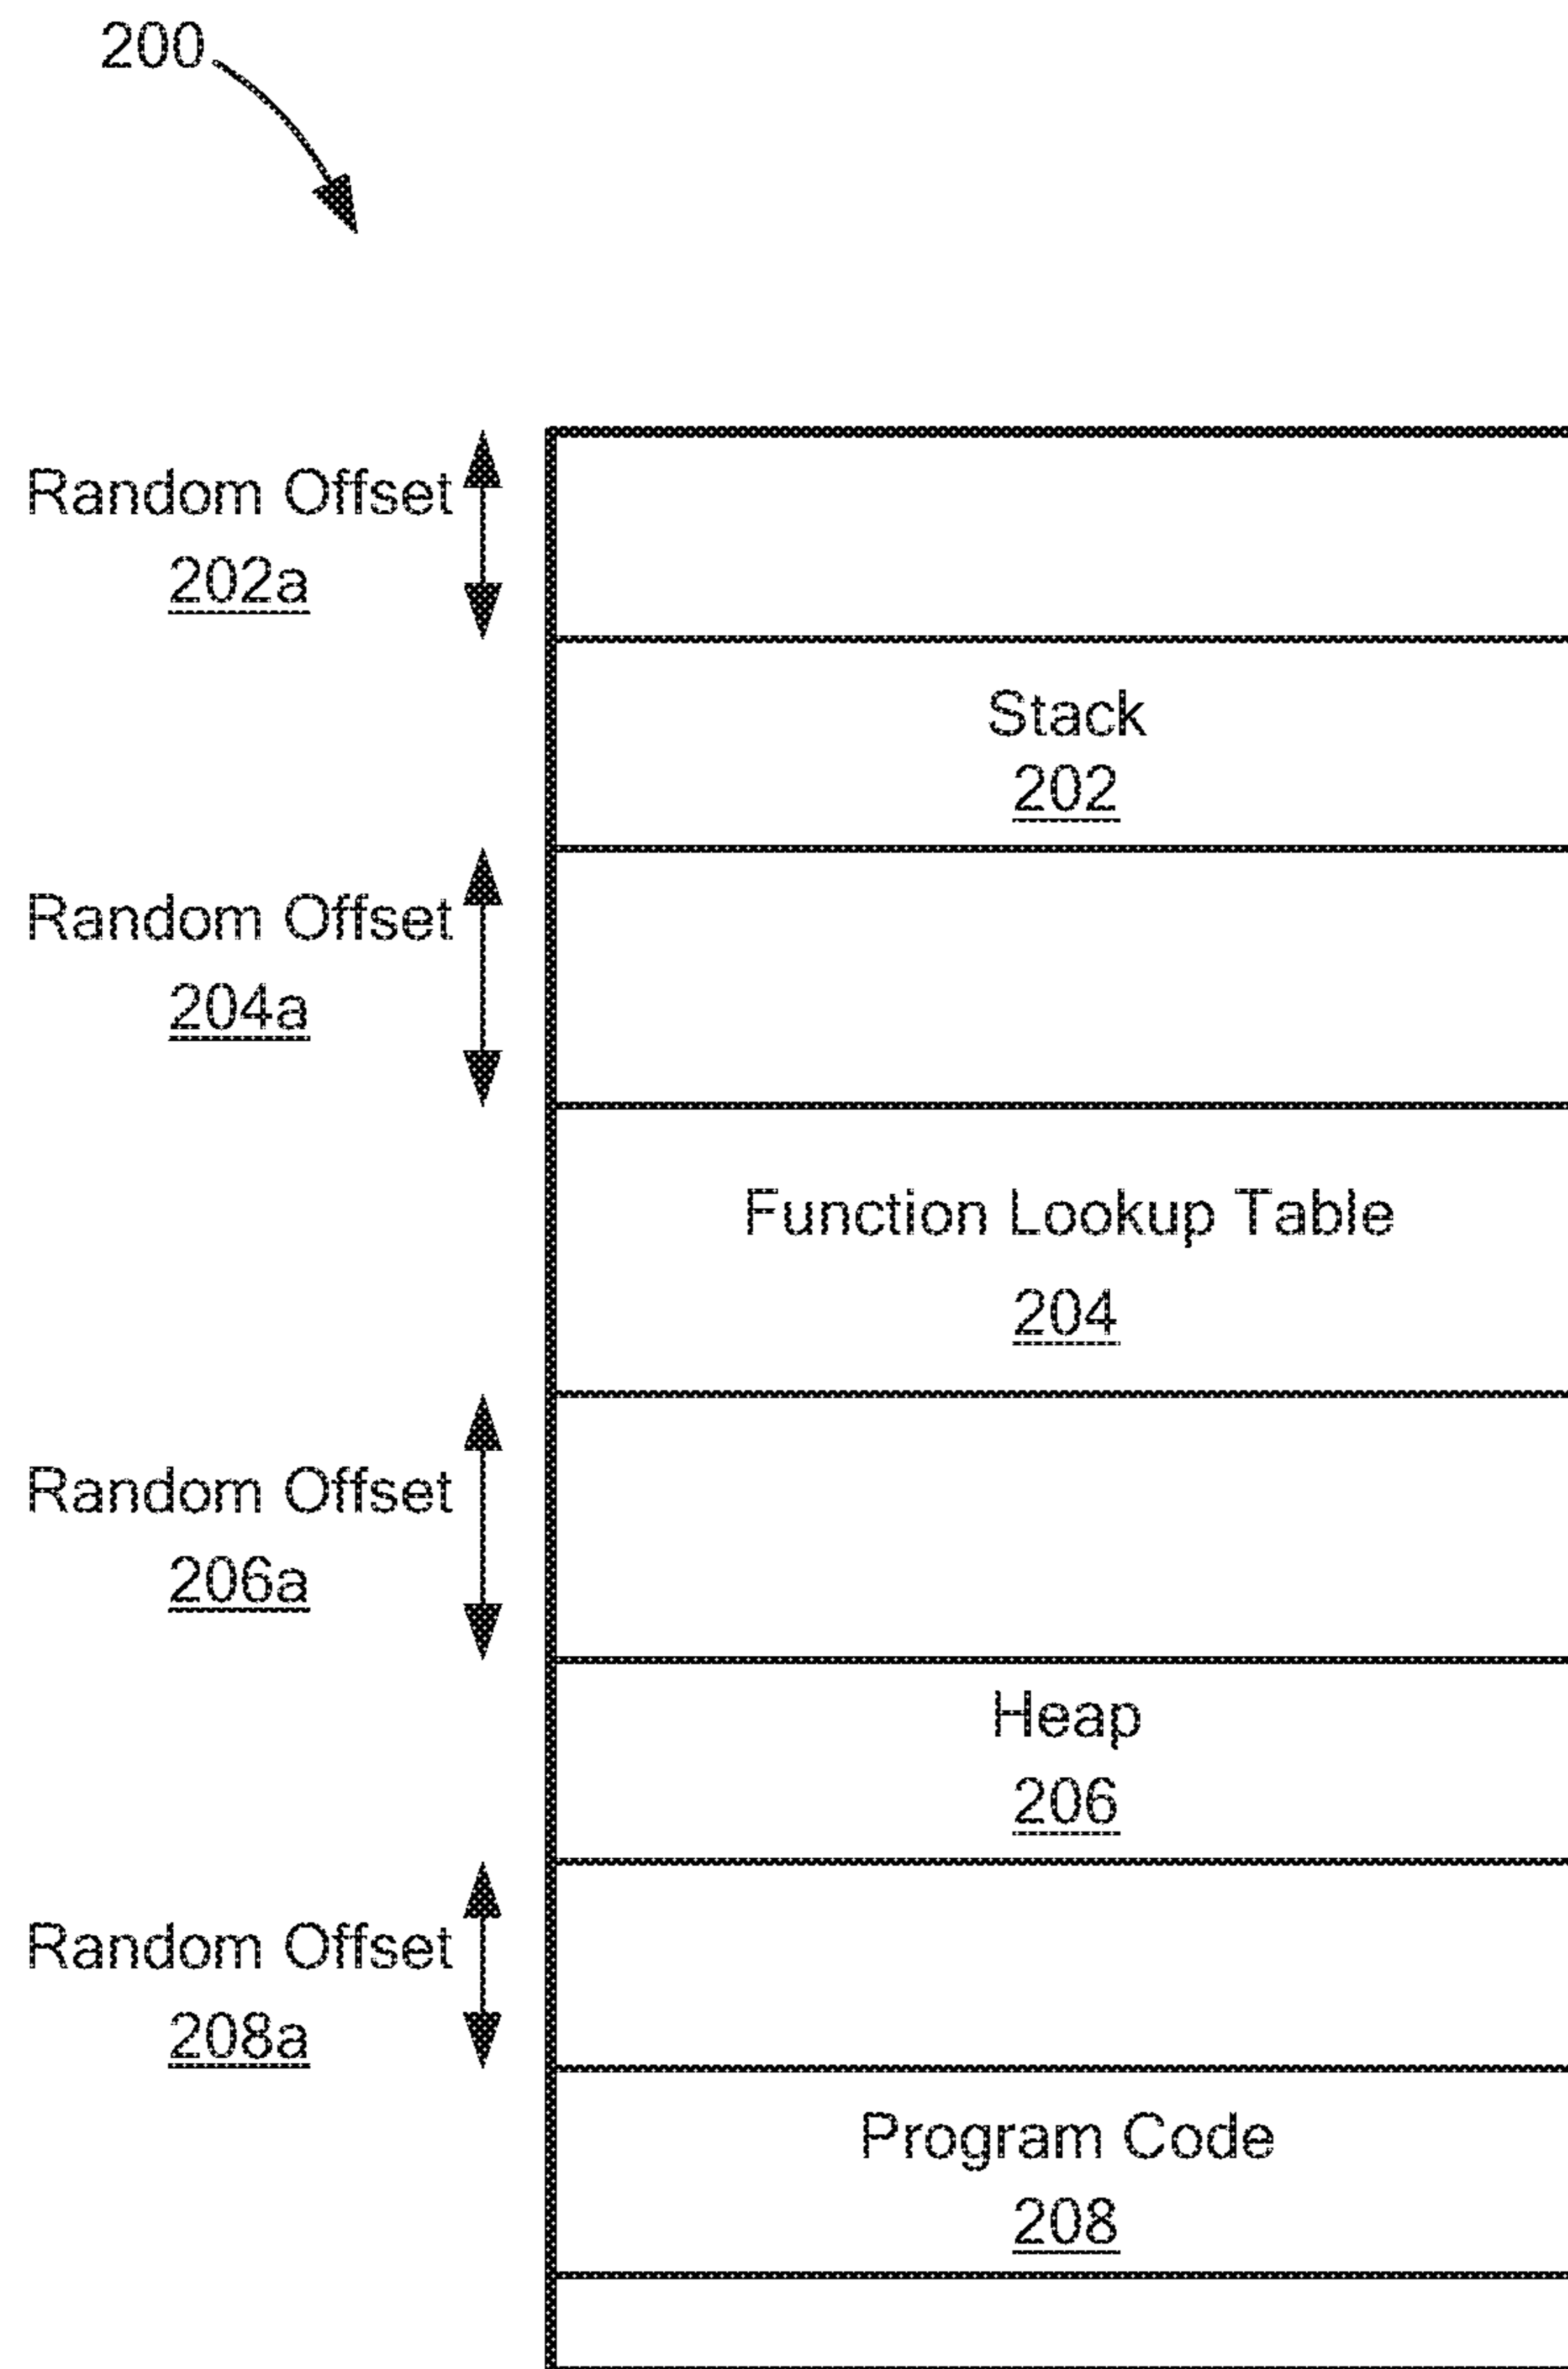 200
Random Offset
202a
Stack
202
Random Offset
204a
Function Lookup Table
204
Random Offset
206a
Heap
206
Random Offset
208a
Program Code
208